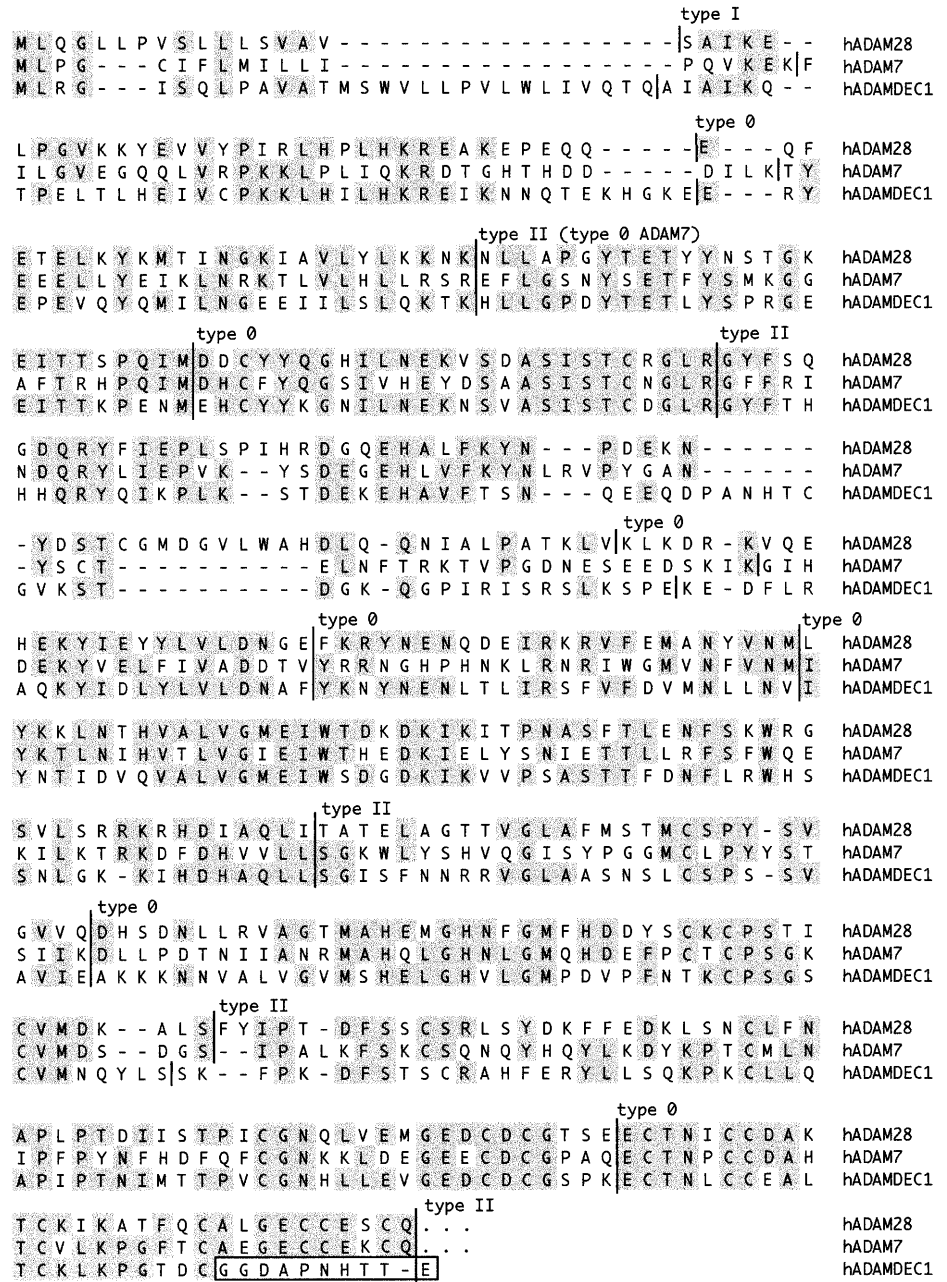 type I
M L Q G L L P V S L L L S V A V - - - - - - - - - - - - - - - - - S A I K E - - hADAM28
M L P G - - - C I F L M I L L I - - - - - - - - - - - - - - - - - P Q V K E K F hADAM7
M L R G - - - I S Q L P A V A T M S W V L L P V L W L I V Q T Q A I A I K Q - - hADAMDEC1
type 0
L P G V K K Y E V V Y P I R L H P L H K R E A K E P E Q Q - - - - - E - - - Q F hADAM28
I L G V E G Q Q L V R P K K L P L I Q K R D T G H T H D D - - - - - D I L K T Y hADAM7
T P E L T L H E I V C P K K L H I L H K R E I K N N Q T E K H G K E E - - - R Y hADAMDEC1
type II (type 0 ADAM7)
E T E L K Y K M T I N G K I A V L Y L K K N K N L L A P G Y T E T Y Y N S T G K hADAM28
E E E L L Y E I K L N R K T L V L H L L R S R E F L G S N Y S E T F Y S M K G G hADAM7
E P E V Q Y Q M I L N G E E I I L S L Q K T K H L L G P D Y T E T L Y S P R G E hADAMDEC1
type 0 type II
E I T T S P Q I M D D C Y Y Q G H I L N E K V S D A S I S T C R G L R G Y F S Q hADAM28
A F T R H P Q I M D H C F Y Q G S I V H E Y D S A A S I S T C N G L R G F F R I hADAM7
E I T T K P E N M E H C Y Y K G N I L N E K N S V A S I S T C D G L R G Y F T H hADAMDEC1
G D Q R Y F I E P L S P I H R D G Q E H A L F K Y N - - - P D E K N - - - - - - hADAM28
N D Q R Y L I E P V K - - Y S D E G E H L V F K Y N L R V P Y G A N - - - - - - hADAM7
H H Q R Y Q I K P L K - - S T D E K E H A V F T S N - - - Q E E Q D P A N H T C hADAMDEC1
type 0
- Y D S T C G M D G V L W A H D L Q - Q N I A L P A T K L V K L K D R - K V Q E hADAM28
- Y S C T - - - - - - - - - - E L N F T R K T V P G D N E S E E D S K I K G I H hADAM7
G V K S T - - - - - - - - - - D G K - Q G P I R I S R S L K S P E K E - D F L R hADAMDEC1
type 0 type 0
H E K Y I E Y Y L V L D N G E F K R Y N E N Q D E I R K R V F E M A N Y V N M L hADAM28
D E K Y V E L F I V A D D T V Y R R N G H P H N K L R N R I W G M V N F V N M I hADAM7
A Q K Y I D L Y L V L D N A F Y K N Y N E N L T L I R S F V F D V M N L L N V I hADAMDEC1
Y K K L N T H V A L V G M E I W T D K D K I K I T P N A S F T L E N F S K W R G hADAM28
Y K T L N I H V T L V G I E I W T H E D K I E L Y S N I E T T L L R F S F W Q E hADAM7
Y N T I D V Q V A L V G M E I W S D G D K I K V V P S A S T T F D N F L R W H S hADAMDEC1
type II
S V L S R R K R H D I A Q L I T A T E L A G T T V G L A F M S T M C S P Y - S V hADAM28
K I L K T R K D F D H V V L L S G K W L Y S H V Q G I S Y P G G M C L P Y Y S T hADAM7
S N L G K - K I H D H A Q L L S G I S F N N R R V G L A A S N S L C S P S - S V hADAMDEC1
type 0
G V V Q D H S D N L L R V A G T M A H E M G H N F G M F H D D Y S C K C P S T I hADAM28
S I I K D L L P D T N I I A N R M A H Q L G H N L G M Q H D E F P C T C P S G K hADAM7
A V I E A K K K N N V A L V G V M S H E L G H V L G M P D V P F N T K C P S G S hADAMDEC1
type II
C V M D K - - A L S F Y I P T - D F S S C S R L S Y D K F F E D K L S N C L F N hADAM28
C V M D S - - D G S - - I P A L K F S K C S Q N Q Y H Q Y L K D Y K P T C M L N hADAM7
C V M N Q Y L S S K - - F P K - D F S T S C R A H F E R Y L L S Q K P K C L L Q hADAMDEC1
type 0
A P L P T D I I S T P I C G N Q L V E M G E D C D C G T S E E C T N I C C D A K hADAM28
I P F P Y N F H D F Q F C G N K K L D E G E E C D C G P A Q E C T N P C C D A H hADAM7
A P I P T N I M T T P V C G N H L L E V G E D C D C G S P K E C T N L C C E A L hADAMDEC1
type II
T C K I K A T F Q C A L G E C C E S C Q . . . hADAM28
T C V L K P G F T C A E G E C C E K C Q . . . hADAM7
T C K L K P G T D C G G D A P N H T T - E hADAMDEC1